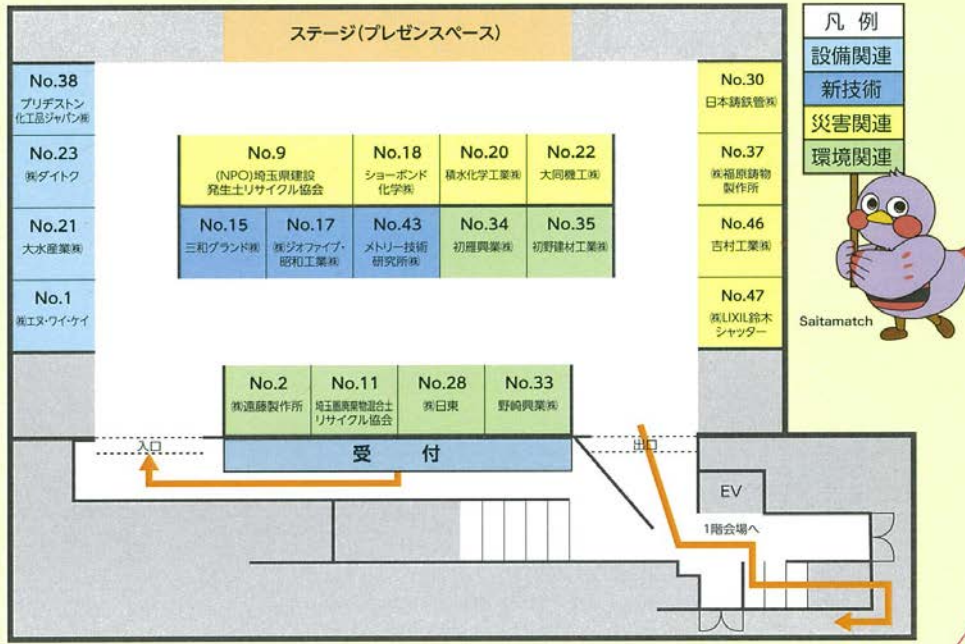 ステージ(プレゼンスペース)
凡 例
設備関連
新技術
災害関連
環境関連
No.38
ブリヂストン
化工品ジャパン㈱
No.23
㈱ダイトク
No.21
大水産業㈱
No.1
㈱エヌ・ワイ・ケイ
No.9
(NPO)埼玉県建設
発生土リサイクル協会
No.18
ショーボンド
化学㈱
No.20
積水化学工業㈱
No.22
大同機工㈱
No.15
三和グランド㈱
No.17
㈱ジオファイブ・
昭和工業㈱
No.43
メトリー技術
研究所㈱
No.34
初雁興業㈱
No.35
初野建材工業㈱
No.30
日本鋳鉄管㈱
No.37
㈱福原鋳物
製作所
No.46
吉村工業㈱
No.47
㈱LIXIL鈴木
シャッター
Saitamatch
No.2
㈱遠藤製作所
No.11
埼玉圏廃棄物混合土
リサイクル協会
No.28
㈱日東
No.33
野崎興業㈱
入口
受 付
出口
EV
1階会場へ